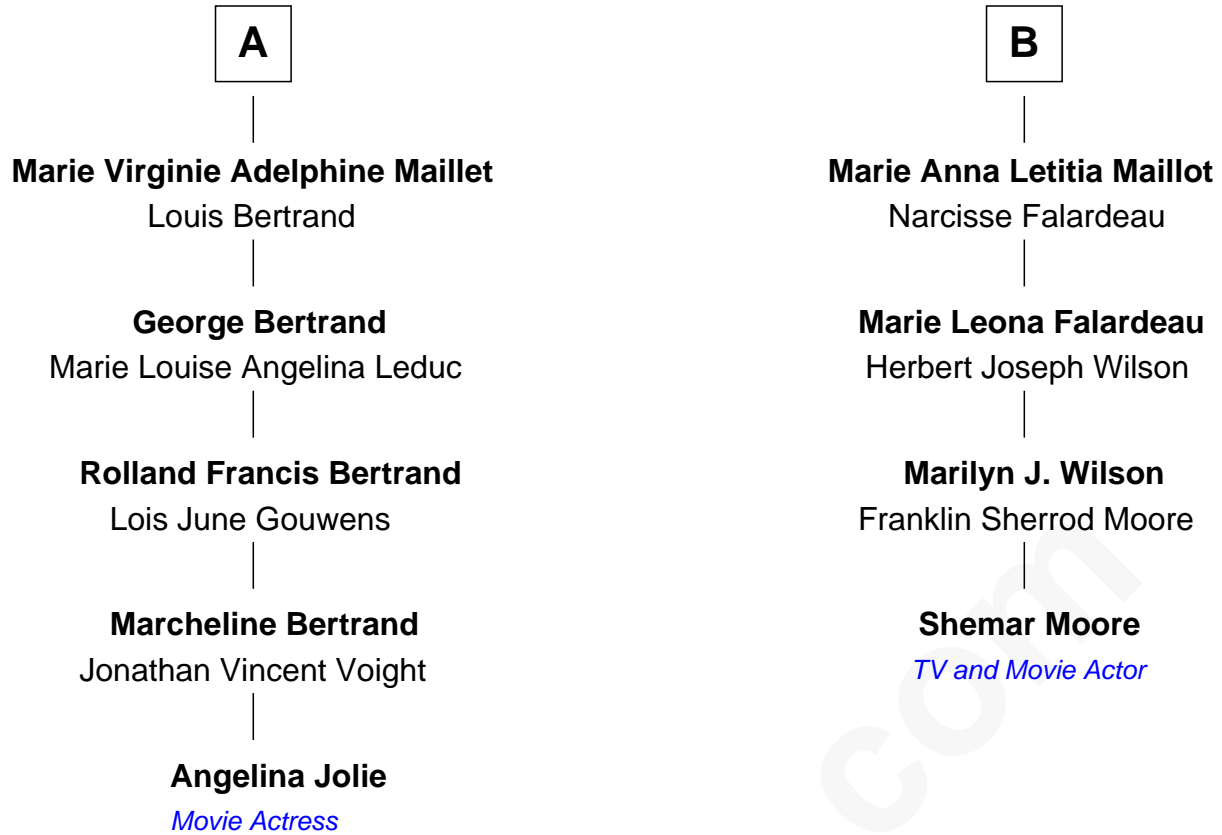 A
Marie Virginie Adelphine Maillet
Louis Bertrand
George Bertrand
Marie Louise Angelina Leduc
Rolland Francis Bertrand
Lois June Gouwens
Marcheline Bertrand
Jonathan Vincent Voight
Angelina Jolie
Movie Actress
B
Marie Anna Letitia Maillot
Narcisse Falardeau
Marie Leona Falardeau
Herbert Joseph Wilson
Marilyn J. Wilson
Franklin Sherrod Moore
Shemar Moore
TV and Movie Actor
com